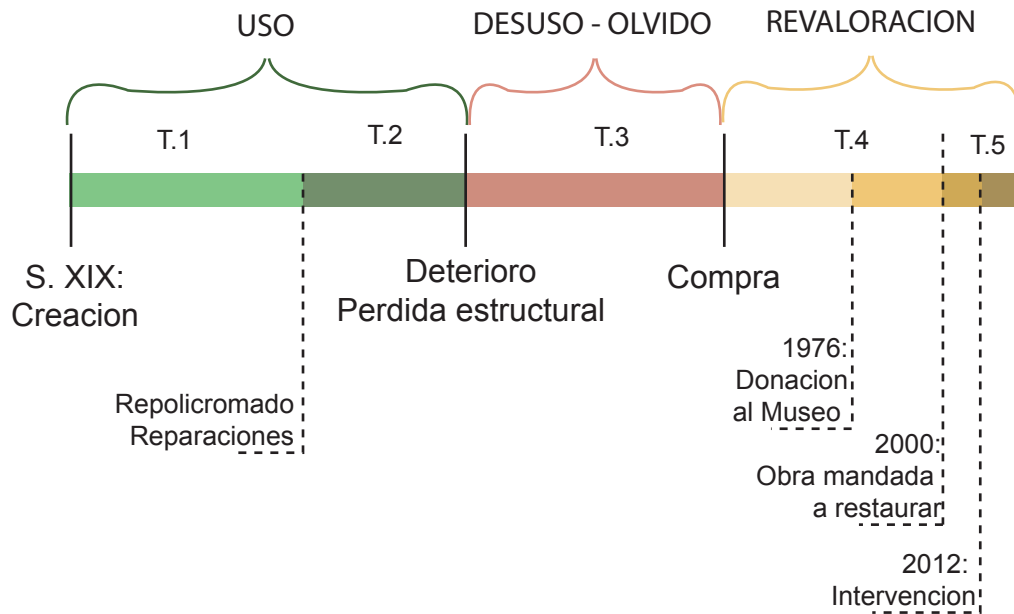 USO
DESUSO - OLVIDO
REVALORACION
T.1
T.2
T.3
T.4
T.5
S. XIX:
Creacion
Repolicromado
Reparaciones
Deterioro
Perdida estructural
Compra
1976:
Donacion
al Museo
2000:
Obra mandada
a restaurar
2012:
Intervencion